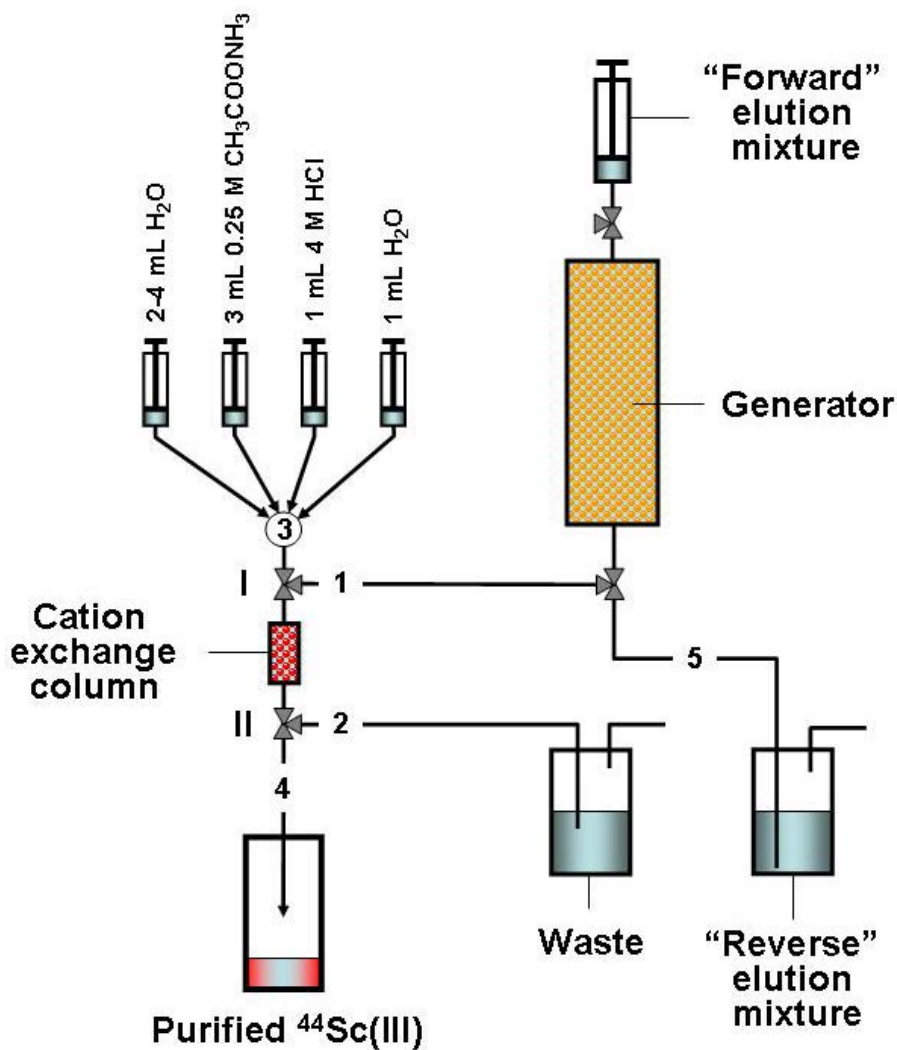 2-4 mL H₂O
3 mL 0.25 M CH₃COONH₃
1 mL 4 M HCl
1 mL H₂O
“Forward”
elution
mixture
Generator
3
I
1
Cation
exchange
column
5
II
2
4
Waste
“Reverse”
elution
mixture
Purified ⁴⁴Sc(III)